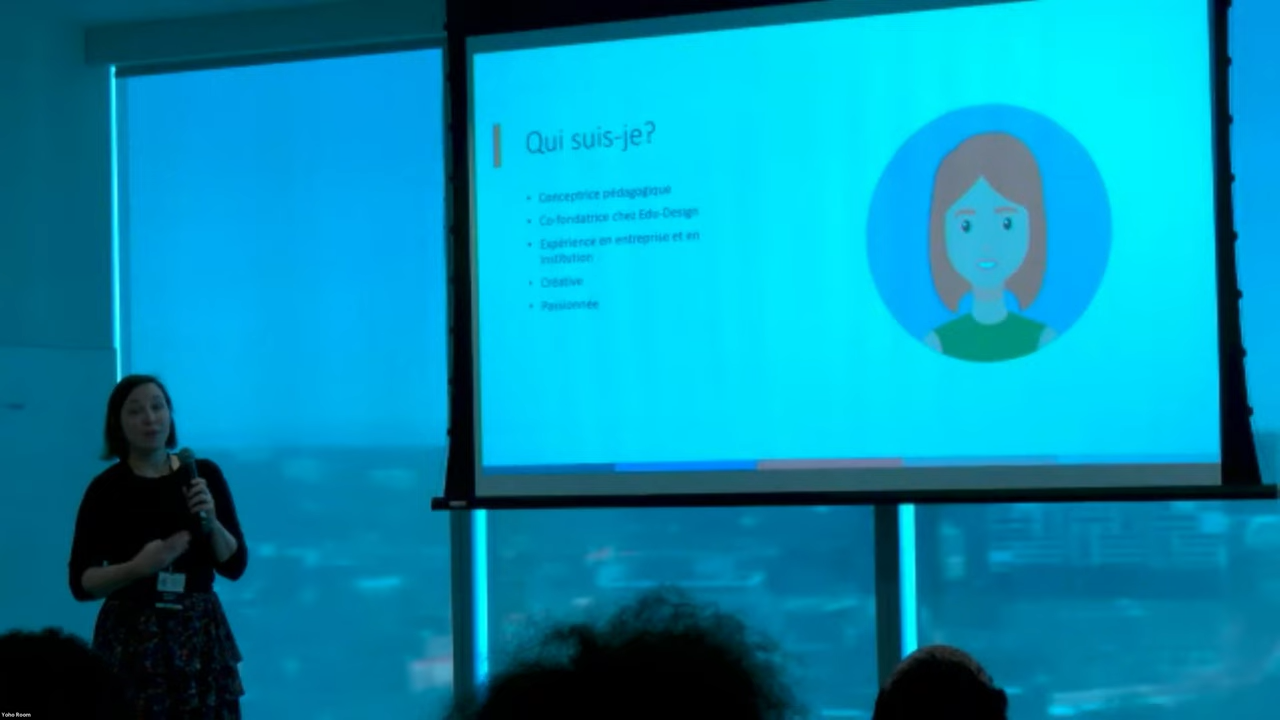 Qui suis-je?
• Conceptrice pédagogique
• Co-fondatrice chez Edu-Design
• Expérience en entreprise et en
institution
• Créative
• Passionnée
Yoho Room